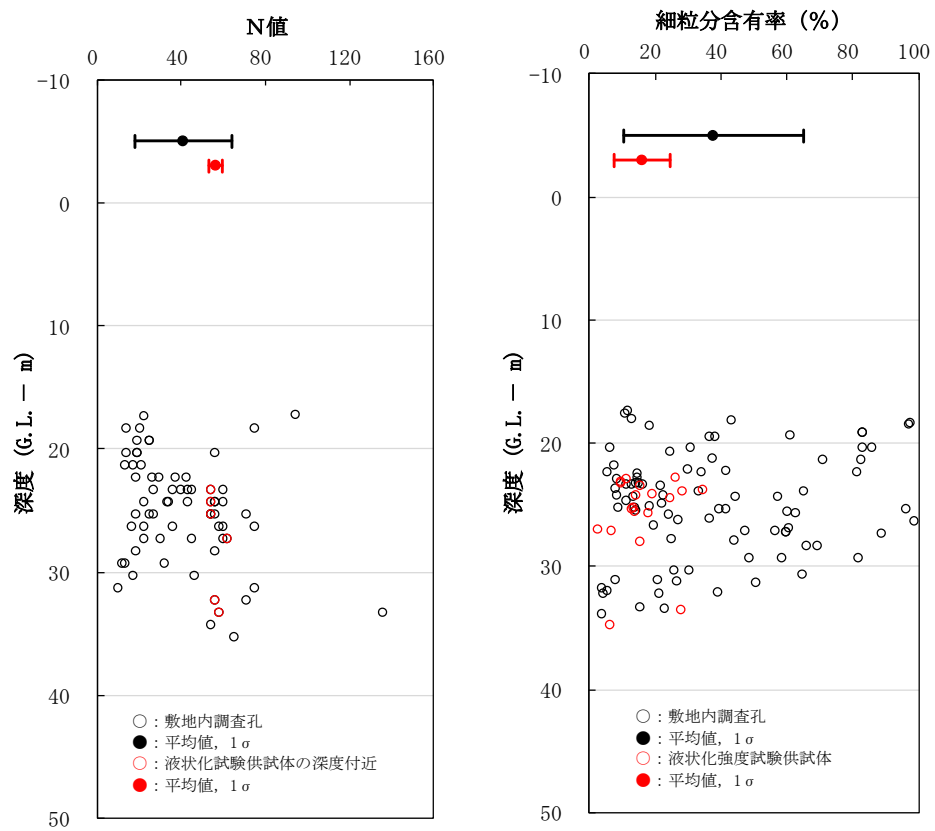 N値
0 40 80 120 160
-10
0
10
20
30
40
50
深度 (G.L. － m)
○：敷地内調査孔
●：平均値，1σ
○：液状化試験供試体の深度付近
●：平均値，1σ
細粒分含有率 (％)
0 20 40 60 80 100
-10
0
10
20
30
40
50
深度 (G.L. － m)
○：敷地内調査孔
●：平均値，1σ
○：液状化強度試験供試体
●：平均値，1σ